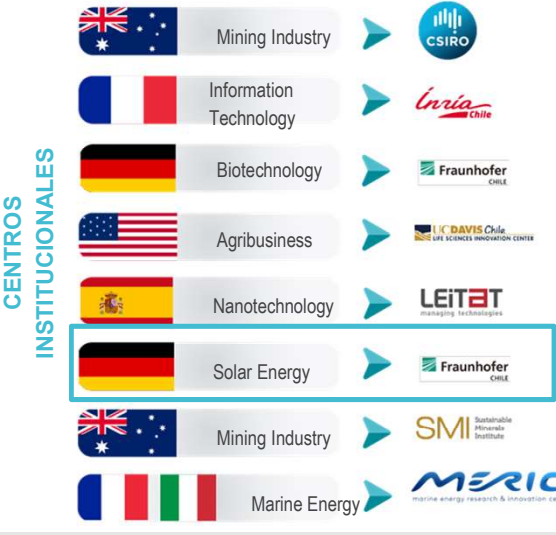 CENTROS
INSTITUCIONALES
Mining Industry
CSIRO
Information
Technology
Inria
Chile
Biotechnology
Fraunhofer
CHILE
Agribusiness
UCDAVIS Chile
LIFE SCIENCES INNOVATION CENTER
Nanotechnology
LEITAT
managing technologies
Solar Energy
Fraunhofer
CHILE
Mining Industry
SMI
Sustainable
Minerals
Institute
Marine Energy
MERIC
marine energy research & innovation ce